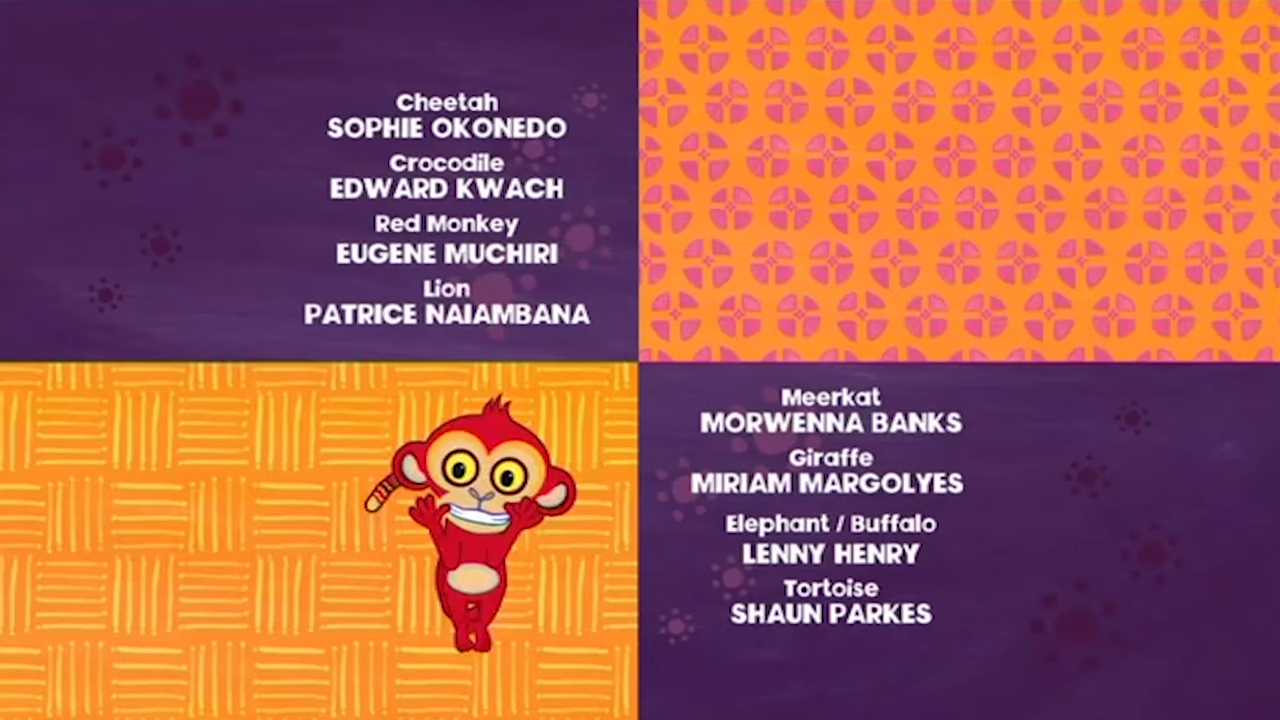 Cheetah
SOPHIE OKONEDO
Crocodile
EDWARD KWACH
Red Monkey
EUGENE MUCHIRI
Lion
PATRICE NAIAMBANA
Meerkat
MORWENNA BANKS
Giraffe
MIRIAM MARGOLYES
Elephant / Buffalo
LENNY HENRY
Tortoise
SHAUN PARKES